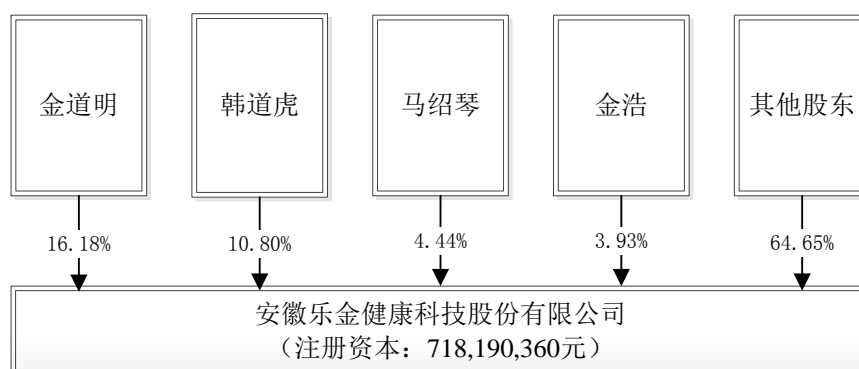 金道明
韩道虎
马绍琴
金浩
其他股东
16.18%
10.80%
4.44%
3.93%
64.65%
安徽乐金健康科技股份有限公司
（注册资本：718,190,360元）